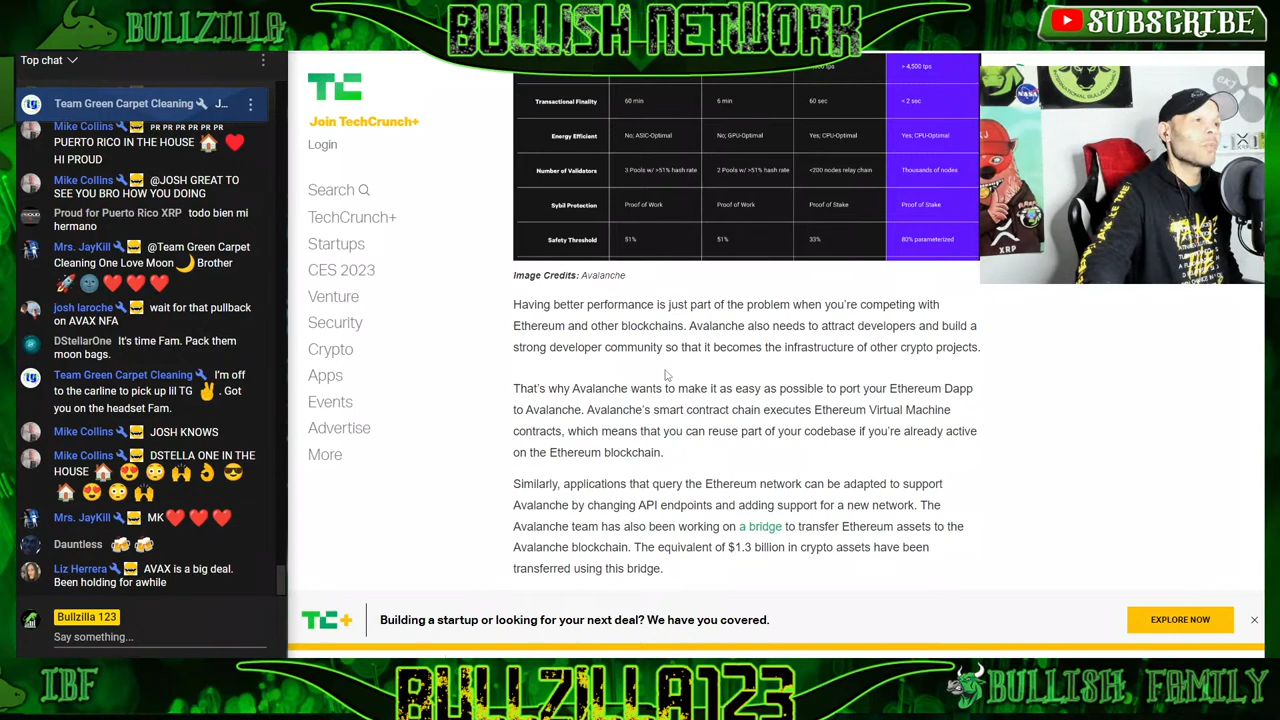 BULLZILLA
BULLISH NETWORK
SUBSCRIBE
Top chat
Team Green Carpet Cleaning J...
Mike Collins PR PR PR PR PR PR
PUERTO RICO IN THE HOUSE 🏠 ❤️
HI PROUD
Mike Collins @JOSH GREAT TO
SEE YOU BRO HOW YOU DOING
Proud for Puerto Rico XRP todo bien mi
hermano
Mrs. JayKill @Team Green Carpet
Cleaning One Love Moon 🌙 Brother
🚀 🌚 ❤️ ❤️ ❤️
josh laroche wait for that pullback
on AVAX NFA
DStellarOne It's time Fam. Pack them
moon bags.
Team Green Carpet Cleaning I'm off
to the carline to pick up lil TG ✌️. Got
you on the headset Fam.
Mike Collins JOSH KNOWS
Mike Collins DSTELLA ONE IN THE
HOUSE 🏠 😍 😳 🙌 👌 😎
🏠 😍 😳 🙌
Mrs. JayKill MK ❤️ ❤️ ❤️
Dauntless 🍻 🍻
Liz Herrera AVAX is a big deal.
Been holding for awhile
Bullzilla 123
Say something...
TC
Join TechCrunch+
Login
Search
TechCrunch+
Startups
CES 2023
Venture
Security
Crypto
Apps
Events
Advertise
More
> 4,500 tps
Transactional Finality 60 min 6 min 60 sec < 2 sec
Energy Efficient No; ASIC-Optimal No; GPU-Optimal Yes; CPU-Optimal Yes; CPU-Optimal
Number of Validators 3 Pools w/ >51% hash rate 2 Pools w/ >51% hash rate <200 nodes relay chain Thousands of nodes
Sybil Protection Proof of Work Proof of Work Proof of Stake Proof of Stake
Safety Threshold 51% 51% 33% 80% parameterized
Image Credits: Avalanche
Having better performance is just part of the problem when you're competing with
Ethereum and other blockchains. Avalanche also needs to attract developers and build a
strong developer community so that it becomes the infrastructure of other crypto projects.
That's why Avalanche wants to make it as easy as possible to port your Ethereum Dapp
to Avalanche. Avalanche's smart contract chain executes Ethereum Virtual Machine
contracts, which means that you can reuse part of your codebase if you're already active
on the Ethereum blockchain.
Similarly, applications that query the Ethereum network can be adapted to support
Avalanche by changing API endpoints and adding support for a new network. The
Avalanche team has also been working on a bridge to transfer Ethereum assets to the
Avalanche blockchain. The equivalent of $1.3 billion in crypto assets have been
transferred using this bridge.
NASA
XRP
TC+
Building a startup or looking for your next deal? We have you covered.
EXPLORE NOW
IBF
BULLZILLA123
BULLISH FAMILY